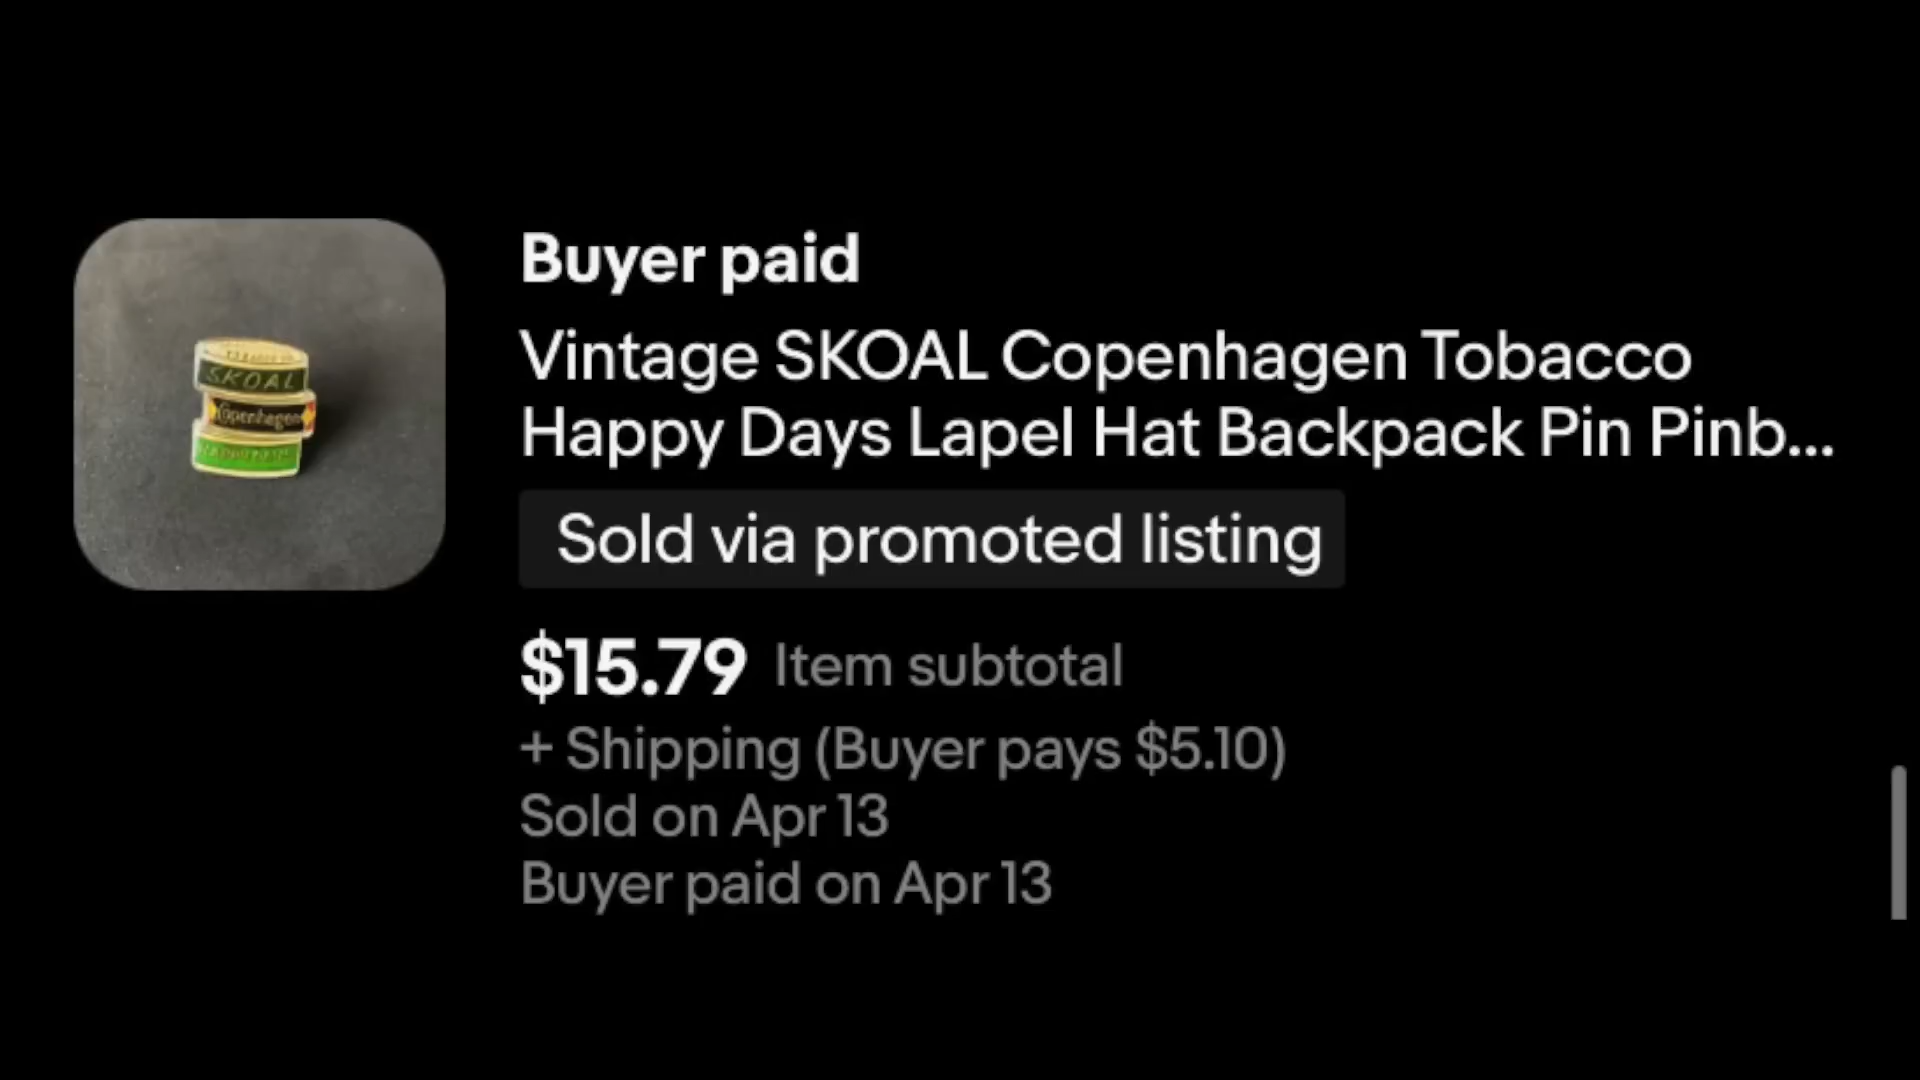 SKOAL
Copenhagen
Buyer paid
Vintage SKOAL Copenhagen Tobacco
Happy Days Lapel Hat Backpack Pin Pinb...
Sold via promoted listing
$15.79 Item subtotal
+ Shipping (Buyer pays $5.10)
Sold on Apr 13
Buyer paid on Apr 13